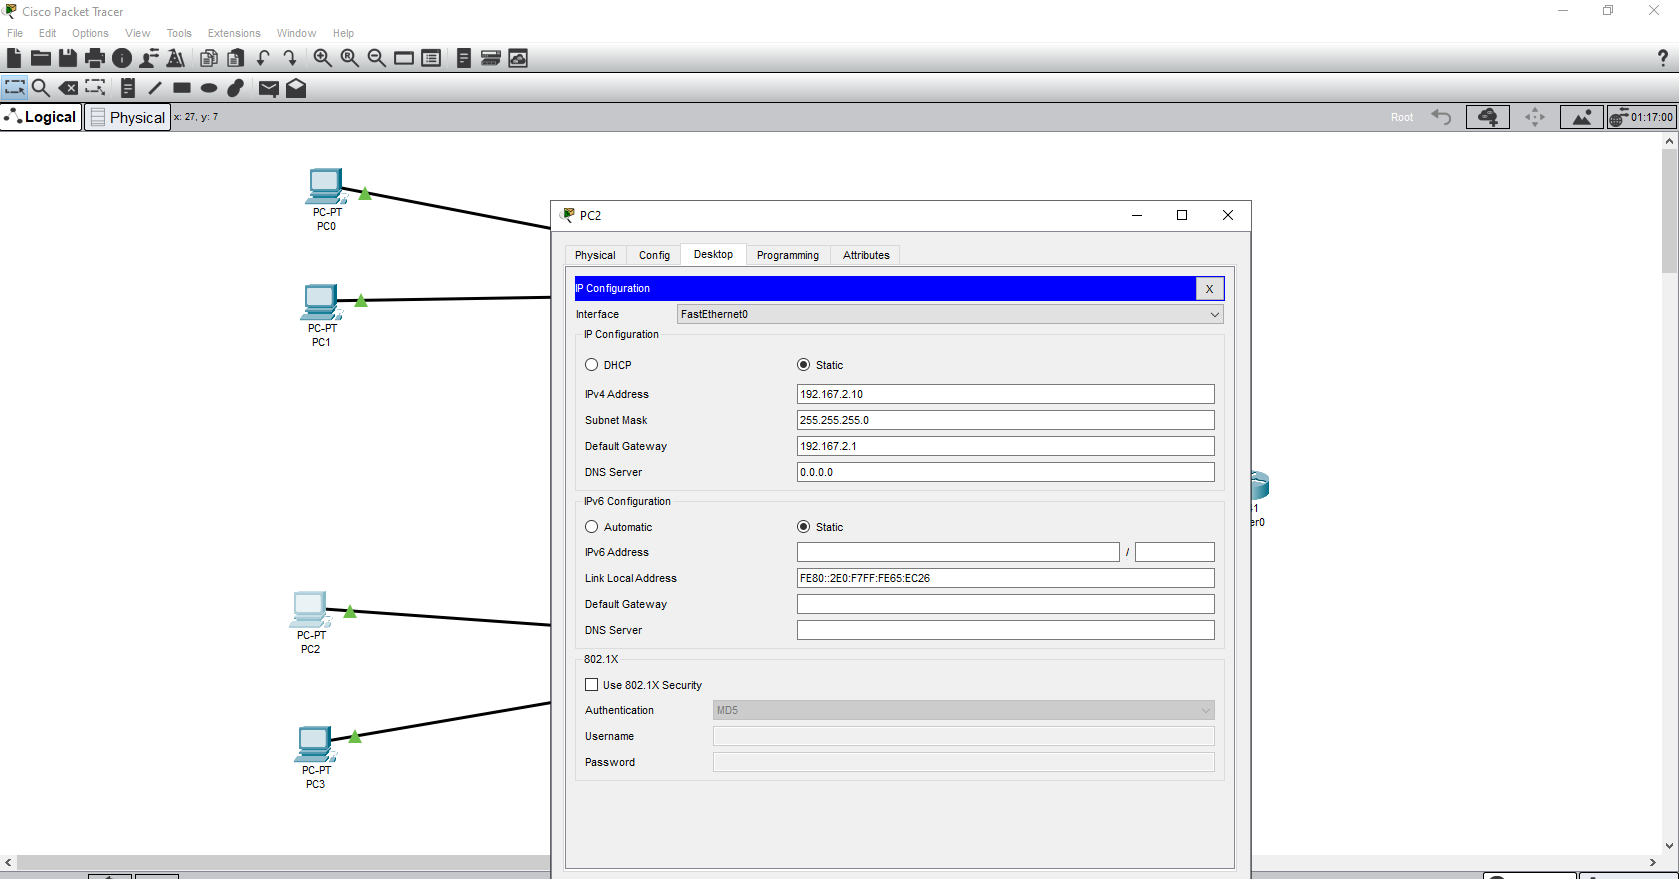 Cisco Packet Tracer
File Edit Options View Tools Extensions Window Help
?
Logical Physical x: 27, y: 7 Root 01:17:00
PC-PT
PC0
PC-PT
PC1
PC-PT
PC2
PC-PT
PC3
PC2
Physical Config Desktop Programming Attributes
IP Configuration X
Interface FastEthernet0
IP Configuration
DHCP Static
IPv4 Address 192.167.2.10
Subnet Mask 255.255.255.0
Default Gateway 192.167.2.1
DNS Server 0.0.0.0
IPv6 Configuration
Automatic Static
IPv6 Address /
Link Local Address FE80::2E0:F7FF:FE65:EC26
Default Gateway
DNS Server
802.1X
Use 802.1X Security
Authentication MD5
Username
Password
1
er0